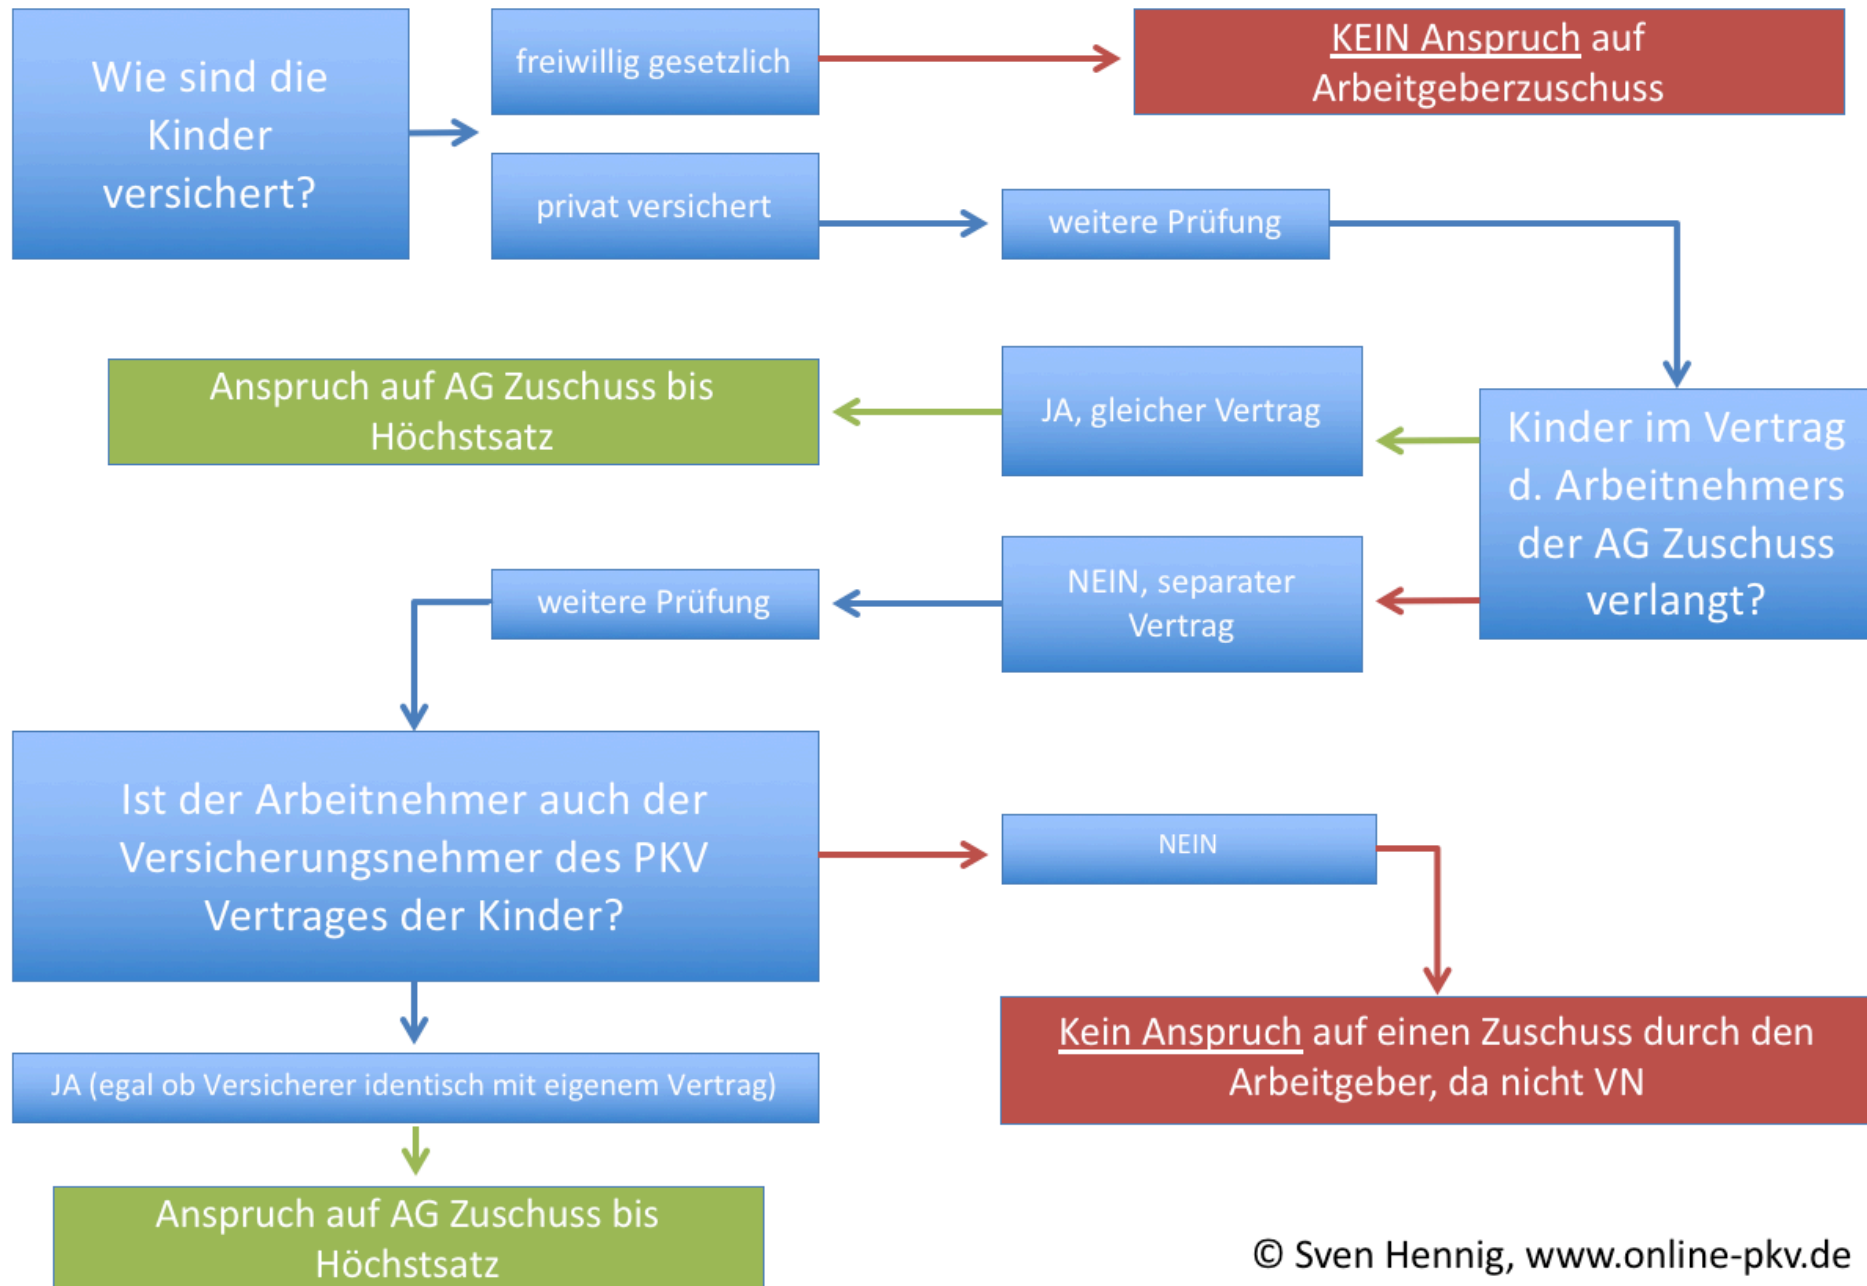 Wie sind die
Kinder
versichert?
freiwillig gesetzlich
KEIN Anspruch auf
Arbeitgeberzuschuss
privat versichert
weitere Prüfung
Kinder im Vertrag
d. Arbeitnehmers
der AG Zuschuss
verlangt?
JA, gleicher Vertrag
Anspruch auf AG Zuschuss bis
Höchstsatz
NEIN, separater
Vertrag
weitere Prüfung
Ist der Arbeitnehmer auch der
Versicherungsnehmer des PKV
Vertrages der Kinder?
NEIN
Kein Anspruch auf einen Zuschuss durch den
Arbeitgeber, da nicht VN
JA (egal ob Versicherer identisch mit eigenem Vertrag)
Anspruch auf AG Zuschuss bis
Höchstsatz
© Sven Hennig, www.online-pkv.de